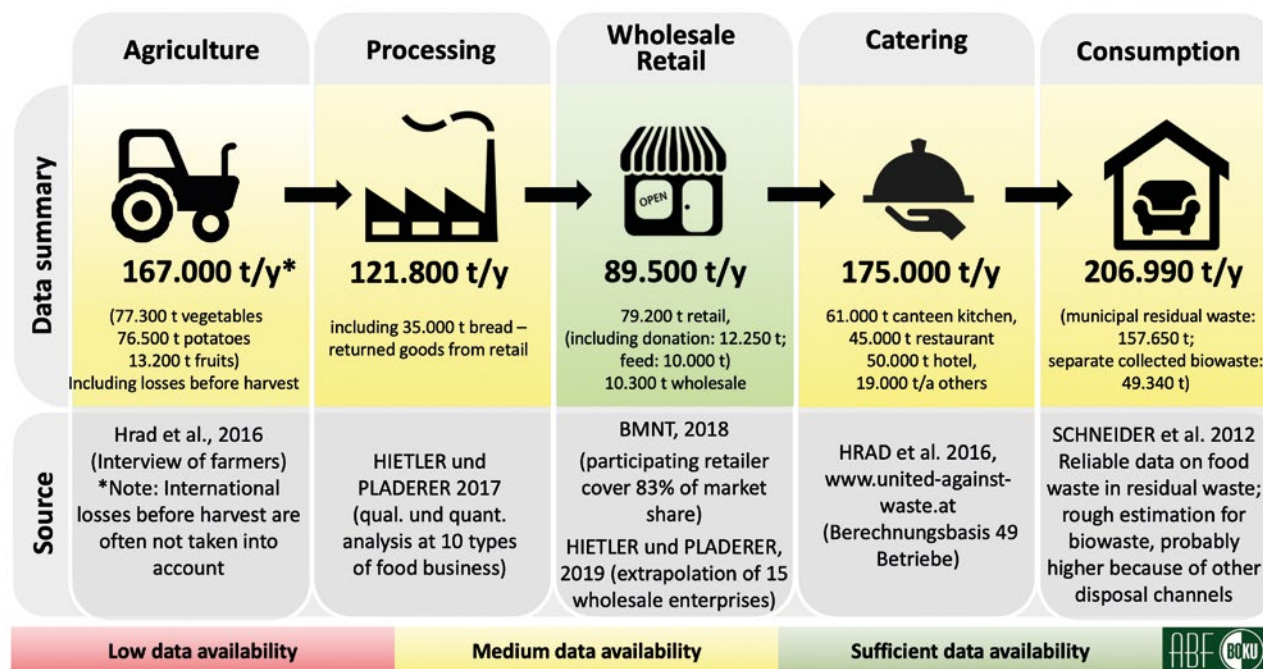 Agriculture
Processing
Wholesale
Retail
Catering
Consumption
Data summary
167.000 t/y*
(77.300 t vegetables
76.500 t potatoes
13.200 t fruits)
Including losses before harvest
121.800 t/y
including 35.000 t bread –
returned goods from retail
OPEN
89.500 t/y
79.200 t retail,
(including donation: 12.250 t;
feed: 10.000 t)
10.300 t wholesale
175.000 t/y
61.000 t canteen kitchen,
45.000 t restaurant
50.000 t hotel,
19.000 t/a others
206.990 t/y
(municipal residual waste:
157.650 t;
separate collected biowaste:
49.340 t)
Source
Hrad et al., 2016
(Interview of farmers)
*Note: International
losses before harvest are
often not taken into
account
HIETLER und
PLADERER 2017
(qual. und quant.
analysis at 10 types
of food business)
BMNT, 2018
(participating retailer
cover 83% of market
share)
HIETLER und PLADERER,
2019 (extrapolation of 15
wholesale enterprises)
HRAD et al. 2016,
www.united-against-
waste.at
(Berechnungsbasis 49
Betriebe)
SCHNEIDER et al. 2012
Reliable data on food
waste in residual waste;
rough estimation for
biowaste, probably
higher because of other
disposal channels
Low data availability
Medium data availability
Sufficient data availability
ABF BOKU